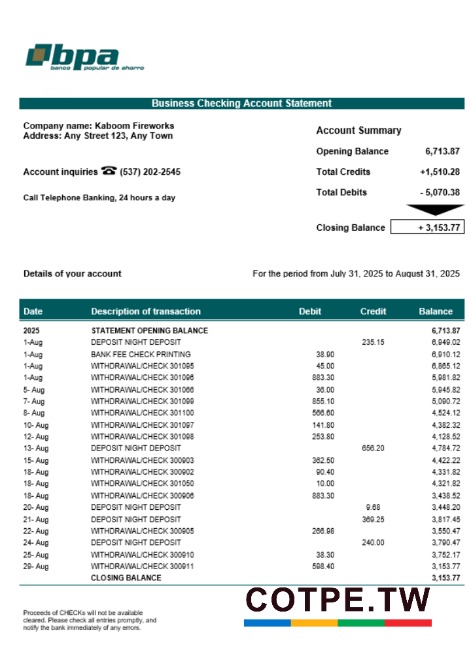 bpa
banco popular de ahorro
Business Checking Account Statement
Company name: Kaboom Fireworks
Address: Any Street 123, Any Town
Account inquiries ☎ (537) 202-2545
Call Telephone Banking, 24 hours a day
Account Summary
Opening Balance 6,713.87
Total Credits +1,510.28
Total Debits - 5,070.38
Closing Balance + 3,153.77
Details of your account For the period from July 31, 2025 to August 31, 2025
Date Description of transaction Debit Credit Balance
2025 STATEMENT OPENING BALANCE 6,713.87
1-Aug DEPOSIT NIGHT DEPOSIT 235.15 6,949.02
1-Aug BANK FEE CHECK PRINTING 38.90 6,910.12
1-Aug WITHDRAWAL/CHECK 301095 45.00 6,865.12
1-Aug WITHDRAWAL/CHECK 301096 883.30 5,981.82
5- Aug WITHDRAWAL/CHECK 301066 36.00 5,945.82
7- Aug WITHDRAWAL/CHECK 301099 855.10 5,090.72
8- Aug WITHDRAWAL/CHECK 301100 566.60 4,524.12
10- Aug WITHDRAWAL/CHECK 301097 141.80 4,382.32
12- Aug WITHDRAWAL/CHECK 301098 253.80 4,128.52
13- Aug DEPOSIT NIGHT DEPOSIT 656.20 4,784.72
15- Aug WITHDRAWAL/CHECK 300903 362.50 4,422.22
18- Aug WITHDRAWAL/CHECK 300902 90.40 4,331.82
18- Aug WITHDRAWAL/CHECK 301050 10.00 4,321.82
18- Aug WITHDRAWAL/CHECK 300906 883.30 3,438.52
20- Aug DEPOSIT NIGHT DEPOSIT 9.68 3,448.20
21- Aug DEPOSIT NIGHT DEPOSIT 369.25 3,817.45
22- Aug WITHDRAWAL/CHECK 300905 266.98 3,550.47
24- Aug DEPOSIT NIGHT DEPOSIT 240.00 3,790.47
25- Aug WITHDRAWAL/CHECK 300910 38.30 3,752.17
29- Aug WITHDRAWAL/CHECK 300911 598.40 3,153.77
CLOSING BALANCE 3,153.77
Proceeds of CHECKs will not be available
cleared. Please check all entries promptly, and
notify the bank immediately of any errors.
COTPE.TW